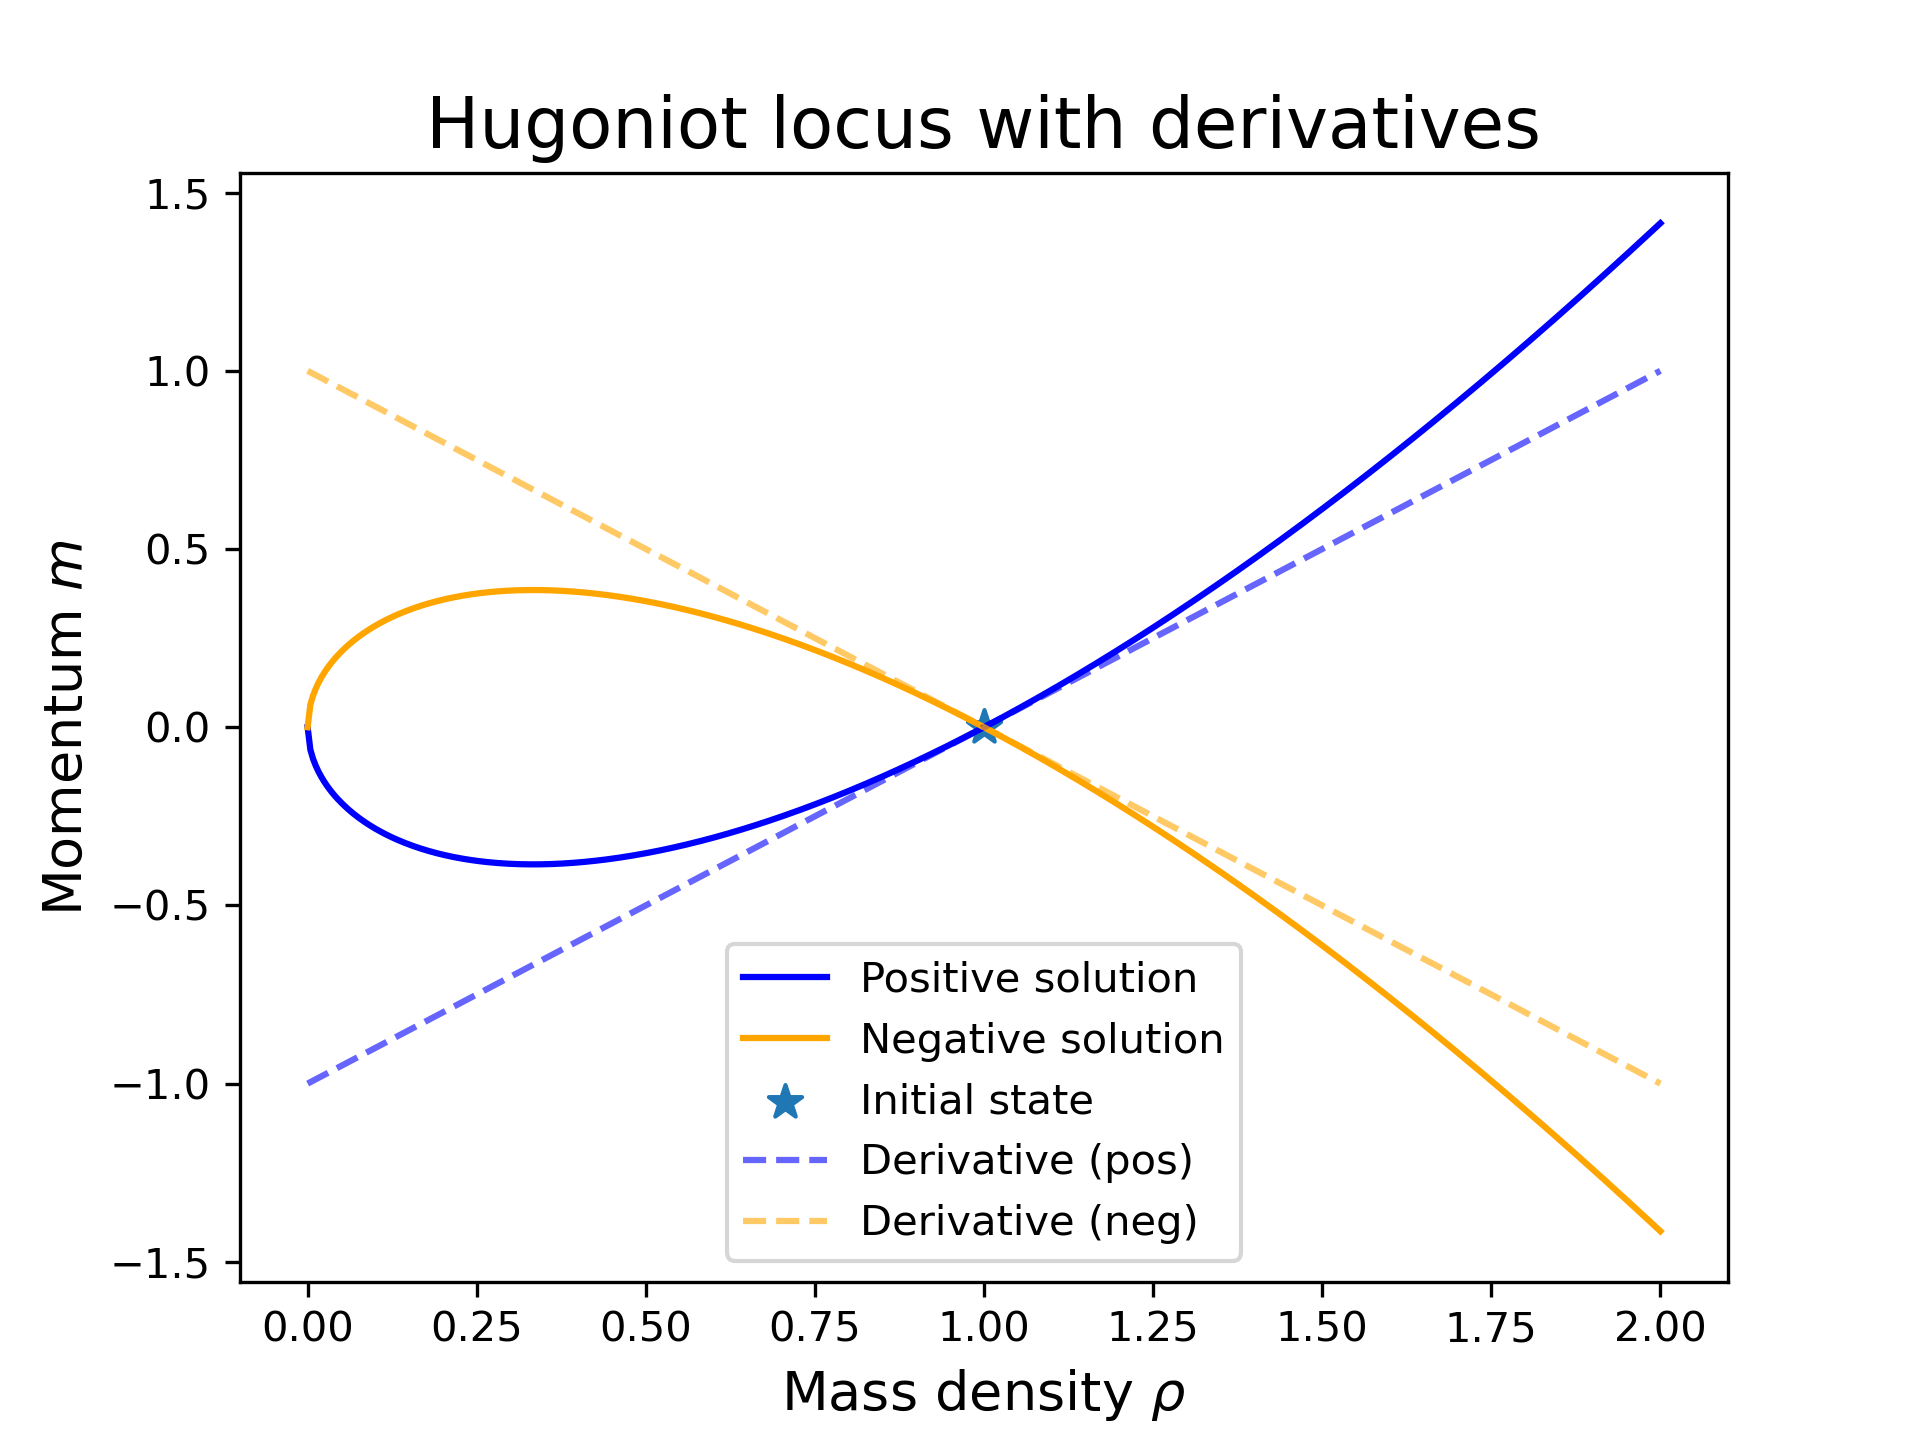 Hugoniot locus with derivatives
1.5
1.0
0.5
0.0
−0.5
−1.0
−1.5
Momentum m
Positive solution
Negative solution
Initial state
Derivative (pos)
Derivative (neg)
0.00 0.25 0.50 0.75 1.00 1.25 1.50 1.75 2.00
Mass density ρ